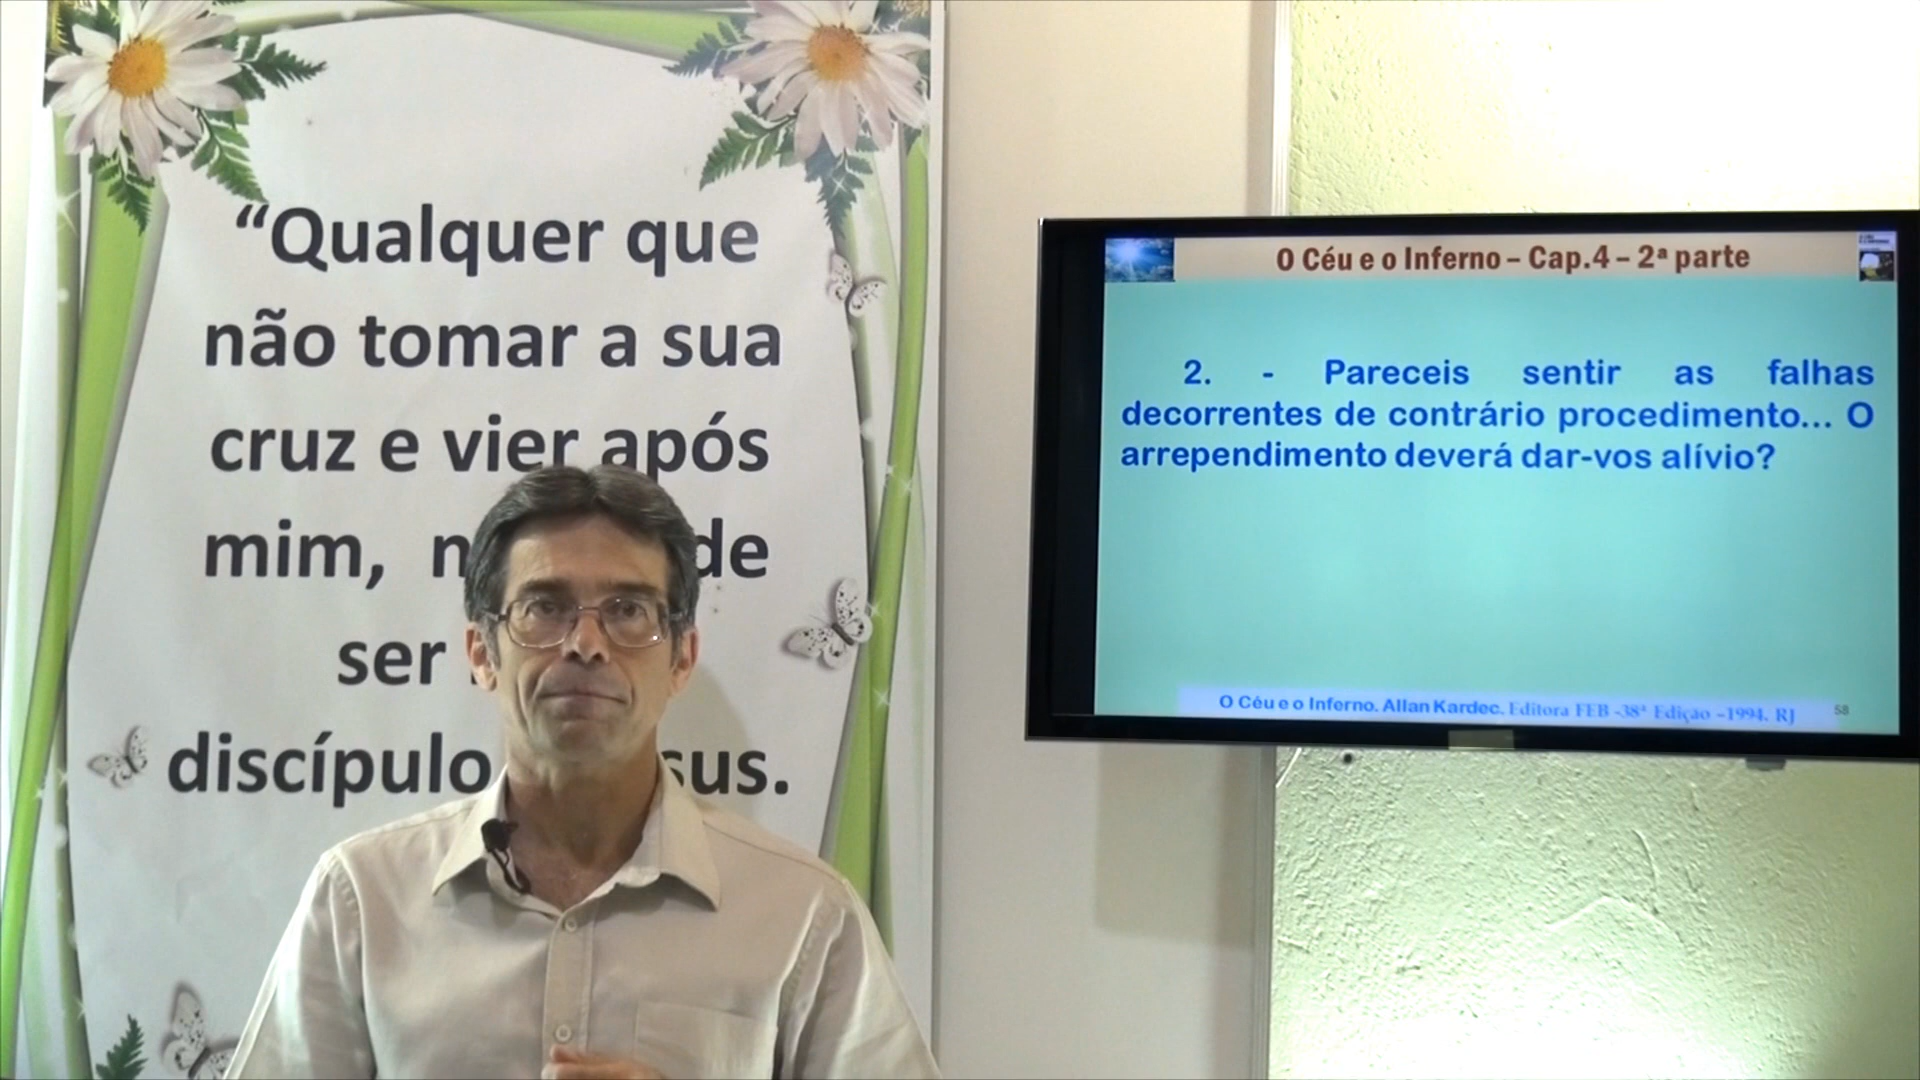 “Qualquer que
não tomar a sua
cruz e vier após
mim, de
ser
discípulo sus.
O Céu e o Inferno – Cap.4 – 2ª parte
2. - Pareceis sentir as falhas
decorrentes de contrário procedimento... O
arrependimento deverá dar-vos alívio?
O Céu e o Inferno. Allan Kardec. Editora FEB -38ª Edição –1994. RJ
58